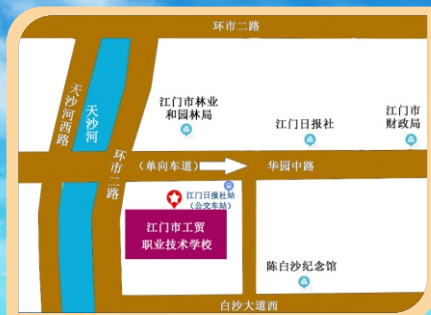 环市二路
天沙河西路
天沙河
环市二路
江门市林业
和园林局
江门日报社
江门市
财政局
（单向车道）
华园中路
江门日报社站
（公交车站）
江门市工贸
职业技术学校
陈白沙纪念馆
白沙大道西